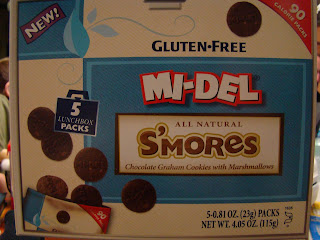 NEW!
90
CALORIE PACKS
GLUTEN-FREE
MI-DEL
5
LUNCHBOX
PACKS
ALL NATURAL
S'MORES
Chocolate Graham Cookies with Marshmallows
90
5-0.81 OZ. (23g) PACKS
NET WT. 4.05 OZ. (115g)